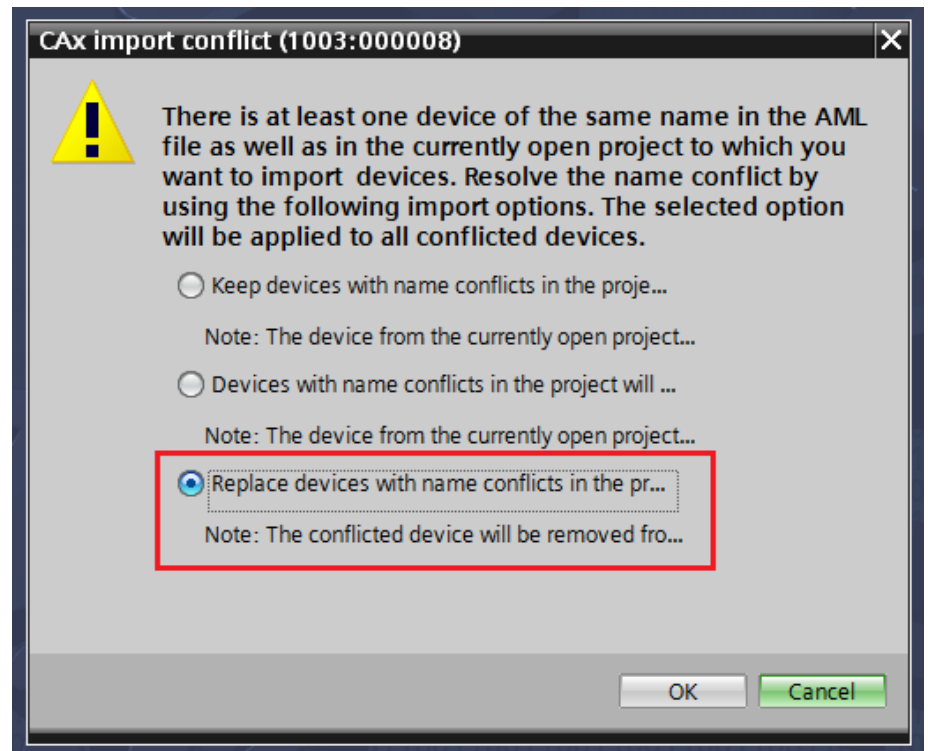 CAx import conflict (1003:000008)
There is at least one device of the same name in the AML
file as well as in the currently open project to which you
want to import devices. Resolve the name conflict by
using the following import options. The selected option
will be applied to all conflicted devices.
Keep devices with name conflicts in the proje...
Note: The device from the currently open project...
Devices with name conflicts in the project will ...
Note: The device from the currently open project...
Replace devices with name conflicts in the pr...
Note: The conflicted device will be removed fro...
OK Cancel